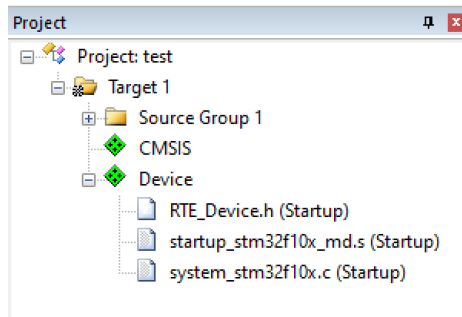 Project
Project: test
Target 1
Source Group 1
CMSIS
Device
RTE_Device.h (Startup)
startup_stm32f10x_md.s (Startup)
system_stm32f10x.c (Startup)